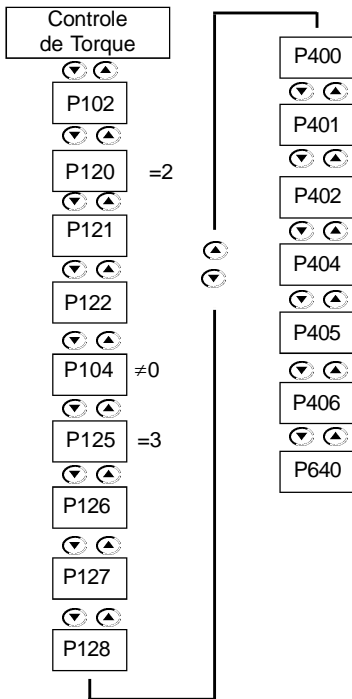 Controle
de Torque
P102
P120 =2
P121
P122
P104 ≠0
P125 =3
P126
P127
P128
P400
P401
P402
P404
P405
P406
P640